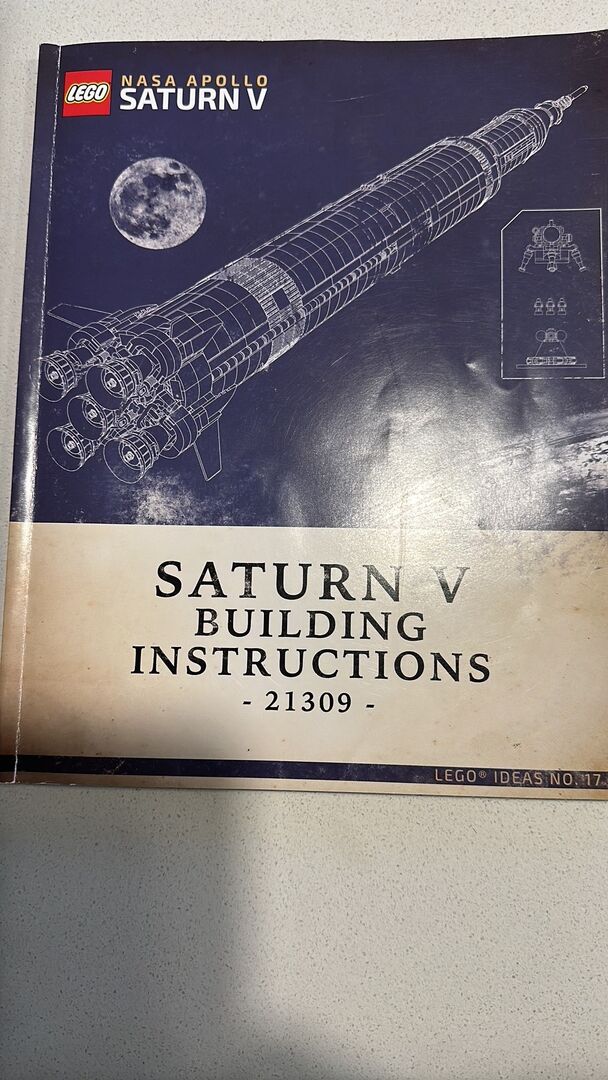 LEGO
NASA APOLLO
SATURN V
SATURN V
BUILDING
INSTRUCTIONS
- 21309 -
LEGO® IDEAS NO. 17